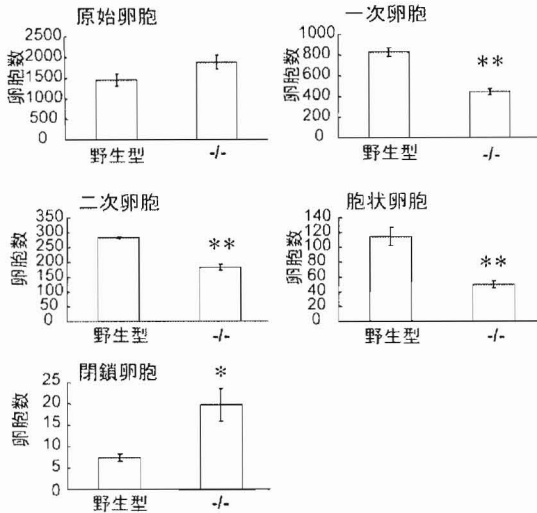 原始卵胞
卵胞数
2500
2000
1500
1000
500
0
野生型 -/-
一次卵胞
卵胞数
1000
800
600
400
200
0
**
野生型 -/-
二次卵胞
卵胞数
350
300
250
200
150
100
50
0
**
野生型 -/-
胞状卵胞
卵胞数
140
120
100
80
60
40
20
0
**
野生型 -/-
閉鎖卵胞
卵胞数
25
20
15
10
5
0
*
野生型 -/-